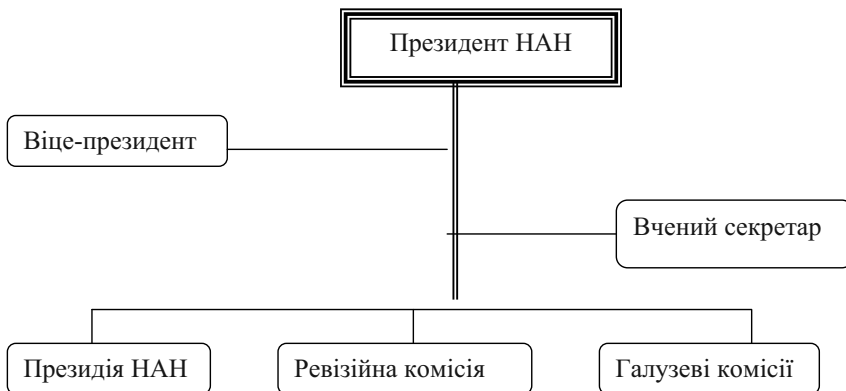 Президент НАН
Віце-президент
Вчений секретар
Президія НАН
Ревізійна комісія
Галузеві комісії